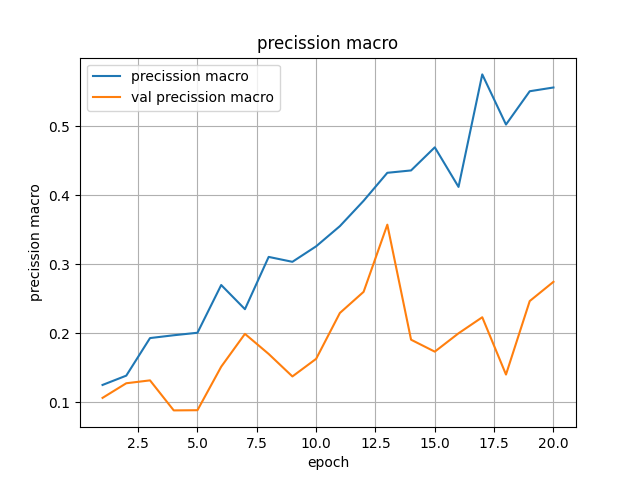 precission macro
precission macro
val precission macro
precission macro
0.5
0.4
0.3
0.2
0.1
2.5 5.0 7.5 10.0 12.5 15.0 17.5 20.0
epoch